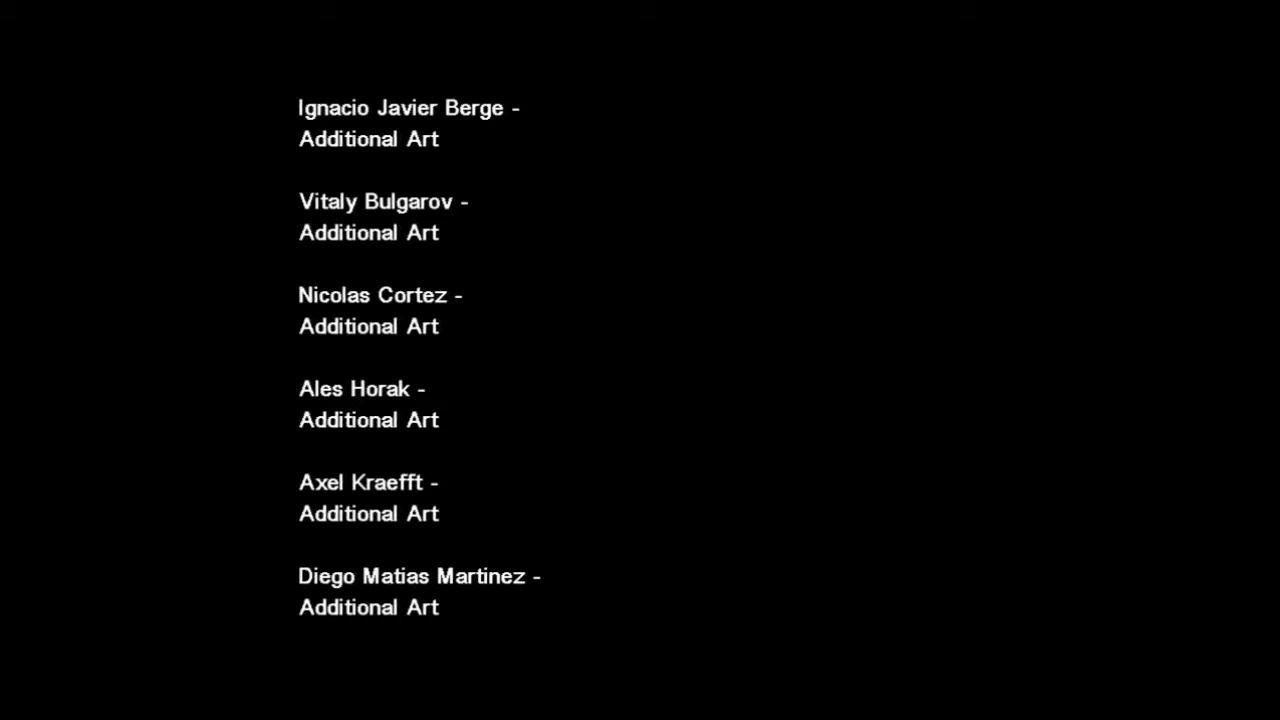 Ignacio Javier Berge -
Additional Art
Vitaly Bulgarov -
Additional Art
Nicolas Cortez -
Additional Art
Ales Horak -
Additional Art
Axel Kraefft -
Additional Art
Diego Matias Martinez -
Additional Art